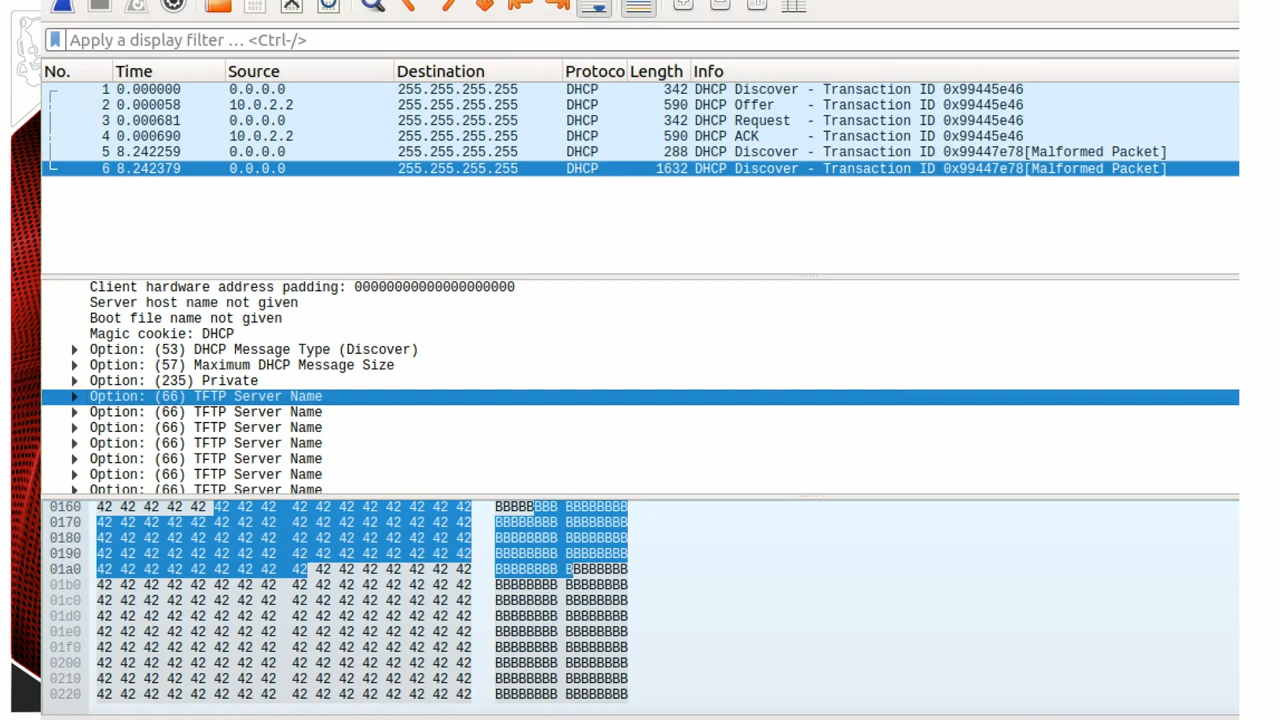 Apply a display filter … <Ctrl-/>
No. Time Source Destination Protoco Length Info
1 0.000000 0.0.0.0 255.255.255.255 DHCP 342 DHCP Discover - Transaction ID 0x99445e46
2 0.000058 10.0.2.2 255.255.255.255 DHCP 590 DHCP Offer - Transaction ID 0x99445e46
3 0.000681 0.0.0.0 255.255.255.255 DHCP 342 DHCP Request - Transaction ID 0x99445e46
4 0.000690 10.0.2.2 255.255.255.255 DHCP 590 DHCP ACK - Transaction ID 0x99445e46
5 8.242259 0.0.0.0 255.255.255.255 DHCP 288 DHCP Discover - Transaction ID 0x99447e78[Malformed Packet]
6 8.242379 0.0.0.0 255.255.255.255 DHCP 1632 DHCP Discover - Transaction ID 0x99447e78[Malformed Packet]
Client hardware address padding: 00000000000000000000
Server host name not given
Boot file name not given
Magic cookie: DHCP
Option: (53) DHCP Message Type (Discover)
Option: (57) Maximum DHCP Message Size
Option: (235) Private
Option: (66) TFTP Server Name
Option: (66) TFTP Server Name
Option: (66) TFTP Server Name
Option: (66) TFTP Server Name
Option: (66) TFTP Server Name
Option: (66) TFTP Server Name
Option: (66) TFTP Server Name
0160 42 42 42 42 42 42 42 42 42 42 42 42 42 42 42 42 BBBBBBBB BBBBBBBB
0170 42 42 42 42 42 42 42 42 42 42 42 42 42 42 42 42 BBBBBBBB BBBBBBBB
0180 42 42 42 42 42 42 42 42 42 42 42 42 42 42 42 42 BBBBBBBB BBBBBBBB
0190 42 42 42 42 42 42 42 42 42 42 42 42 42 42 42 42 BBBBBBBB BBBBBBBB
01a0 42 42 42 42 42 42 42 42 42 42 42 42 42 42 42 42 BBBBBBBB BBBBBBBB
01b0 42 42 42 42 42 42 42 42 42 42 42 42 42 42 42 42 BBBBBBBB BBBBBBBB
01c0 42 42 42 42 42 42 42 42 42 42 42 42 42 42 42 42 BBBBBBBB BBBBBBBB
01d0 42 42 42 42 42 42 42 42 42 42 42 42 42 42 42 42 BBBBBBBB BBBBBBBB
01e0 42 42 42 42 42 42 42 42 42 42 42 42 42 42 42 42 BBBBBBBB BBBBBBBB
01f0 42 42 42 42 42 42 42 42 42 42 42 42 42 42 42 42 BBBBBBBB BBBBBBBB
0200 42 42 42 42 42 42 42 42 42 42 42 42 42 42 42 42 BBBBBBBB BBBBBBBB
0210 42 42 42 42 42 42 42 42 42 42 42 42 42 42 42 42 BBBBBBBB BBBBBBBB
0220 42 42 42 42 42 42 42 42 42 42 42 42 42 42 42 42 BBBBBBBB BBBBBBBB